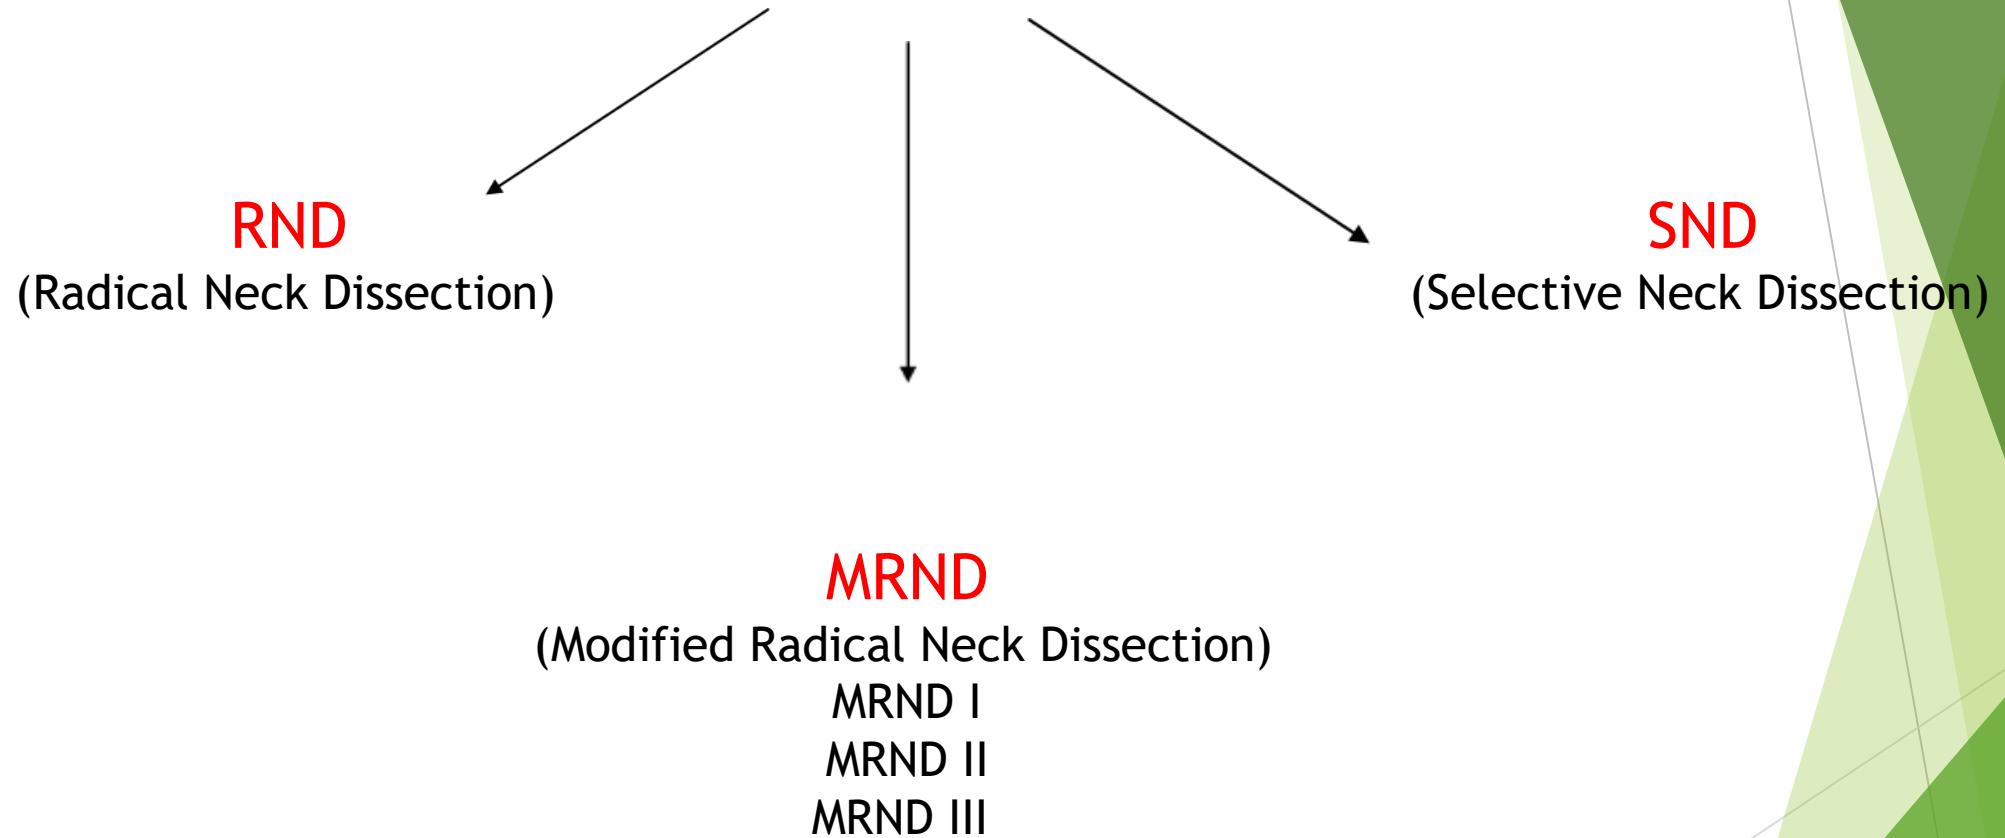 RND
(Radical Neck Dissection)
SND
(Selective Neck Dissection)
MRND
(Modified Radical Neck Dissection)
MRND I
MRND II
MRND III